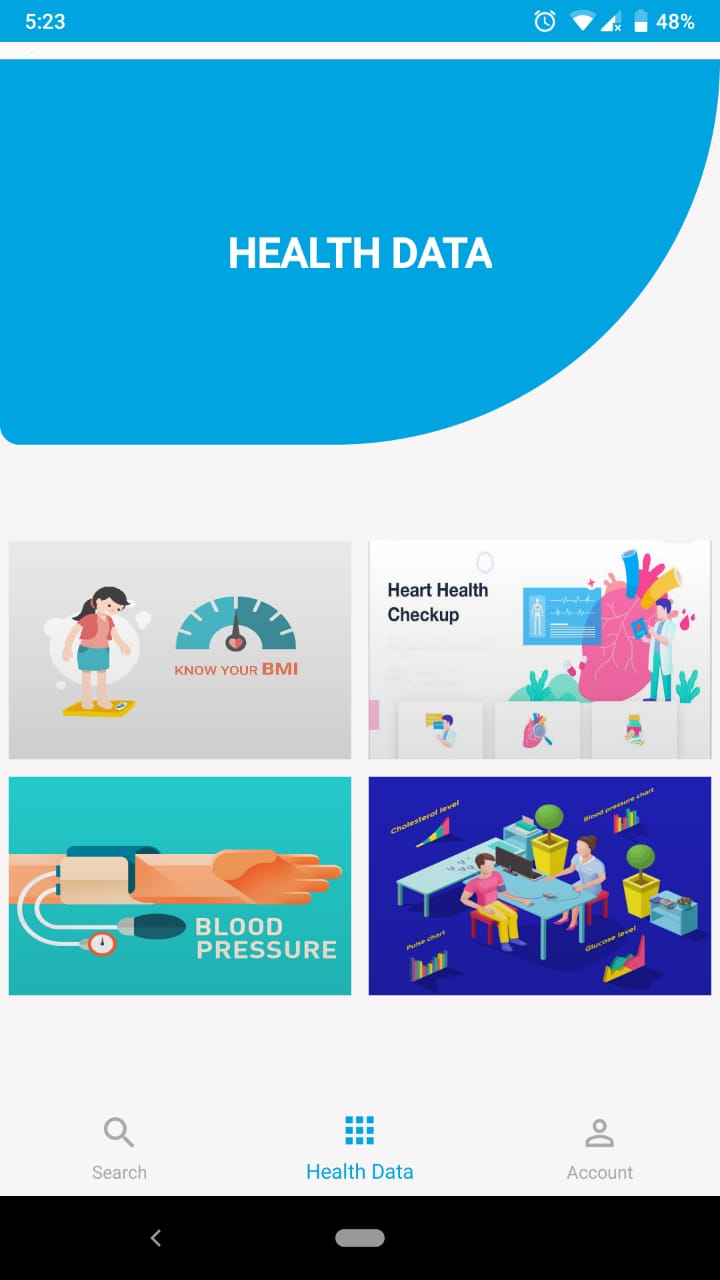 5:23
48%
HEALTH DATA
KNOW YOUR BMI
Heart Health
Checkup
BLOOD
PRESSURE
Cholesterol level
Blood pressure chart
Pulse chart
Glucose level
Search
Health Data
Account